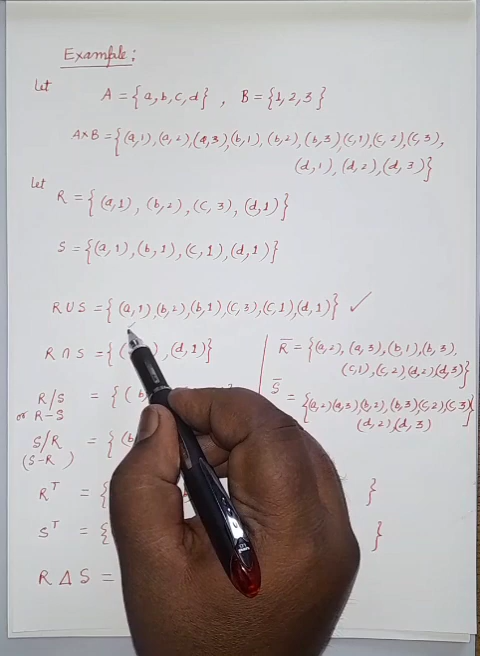 Example:
Let
A = {a,b,c,d} , B = {1,2,3}
A×B = {(a,1),(a,2),(a,3),(b,1),(b,2),(b,3)(c,1)(c,2),(c,3),
(d,1),(d,2),(d,3)}
Let
R = {(a,1),(b,2),(c,3),(d,1)}
S = {(a,1),(b,1),(c,1),(d,1)}
R ∪ S = {(a,1),(b,2),(b,1),(c,3),(c,1),(d,1)} ✓
R ∩ S = { ( ),(d,1)}
R/S = { (b
or R-S
S/R = { (b
(S-R)
Rᵀ = { }
Sᵀ = { }
R Δ S =
R̅ = {(a,2),(a,3),(b,1),(b,3),
(c,1),(c,2)(d,2)(d,3)}
S̅
= {(a,2)(a,3)(b,2),(b,3)(c,2)(c,3)
(d,2),(d,3)}